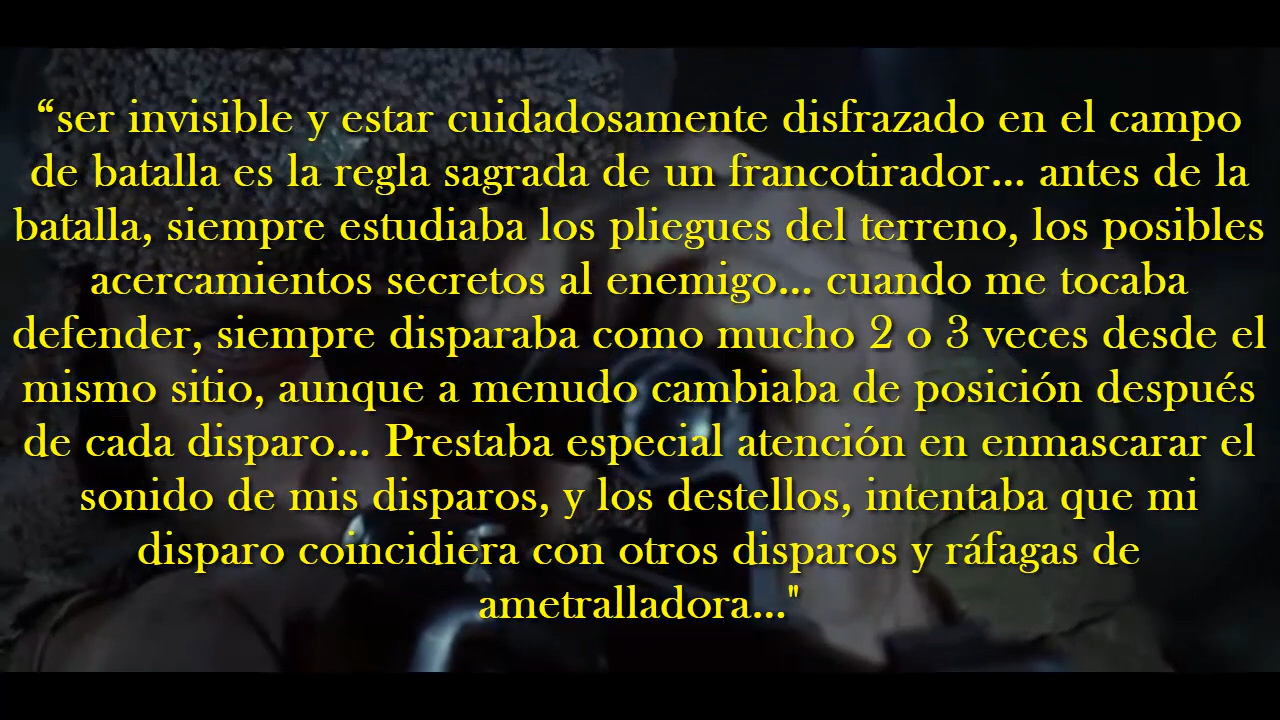 “ser invisible y estar cuidadosamente disfrazado en el campo
de batalla es la regla sagrada de un francotirador... antes de la
batalla, siempre estudiaba los pliegues del terreno, los posibles
acercamientos secretos al enemigo... cuando me tocaba
defender, siempre disparaba como mucho 2 o 3 veces desde el
mismo sitio, aunque a menudo cambiaba de posición después
de cada disparo... Prestaba especial atención en enmascarar el
sonido de mis disparos, y los destellos, intentaba que mi
disparo coincidiera con otros disparos y ráfagas de
ametralladora..."